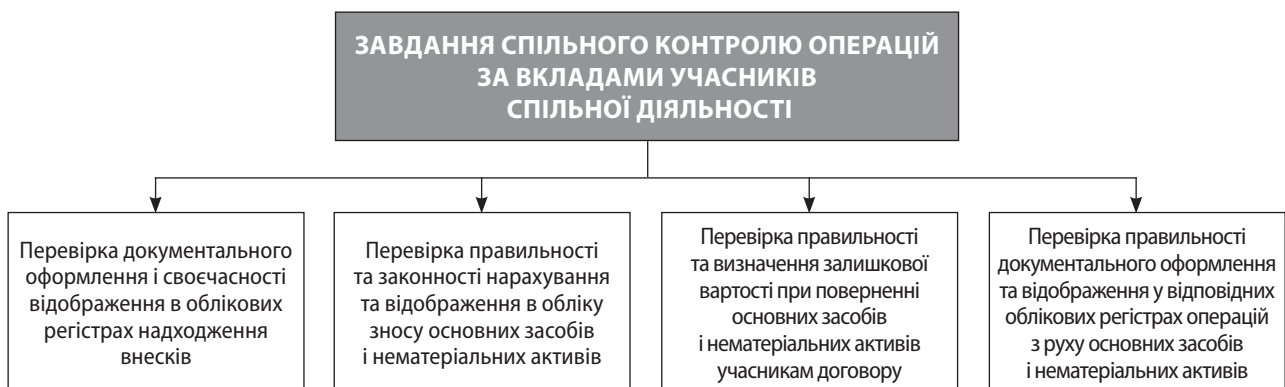 ЗАВДАННЯ СПІЛЬНОГО КОНТРОЛЮ ОПЕРАЦІЙ
ЗА ВКЛАДАМИ УЧАСНИКІВ
СПІЛЬНОЇ ДІЯЛЬНОСТІ
Перевірка документального
оформлення і своєчасності
відображення в облікових
регістрах надходження
внесків
Перевірка правильності
та законності нарахування
та відображення в обліку
зносу основних засобів
і нематеріальних активів
Перевірка правильності
та визначення залишкової
вартості при поверненні
основних засобів
і нематеріальних активів
учасникам договору
Перевірка правильності
документального оформлення
та відображення у відповідних
облікових регістрах операцій
з руху основних засобів
і нематеріальних активів